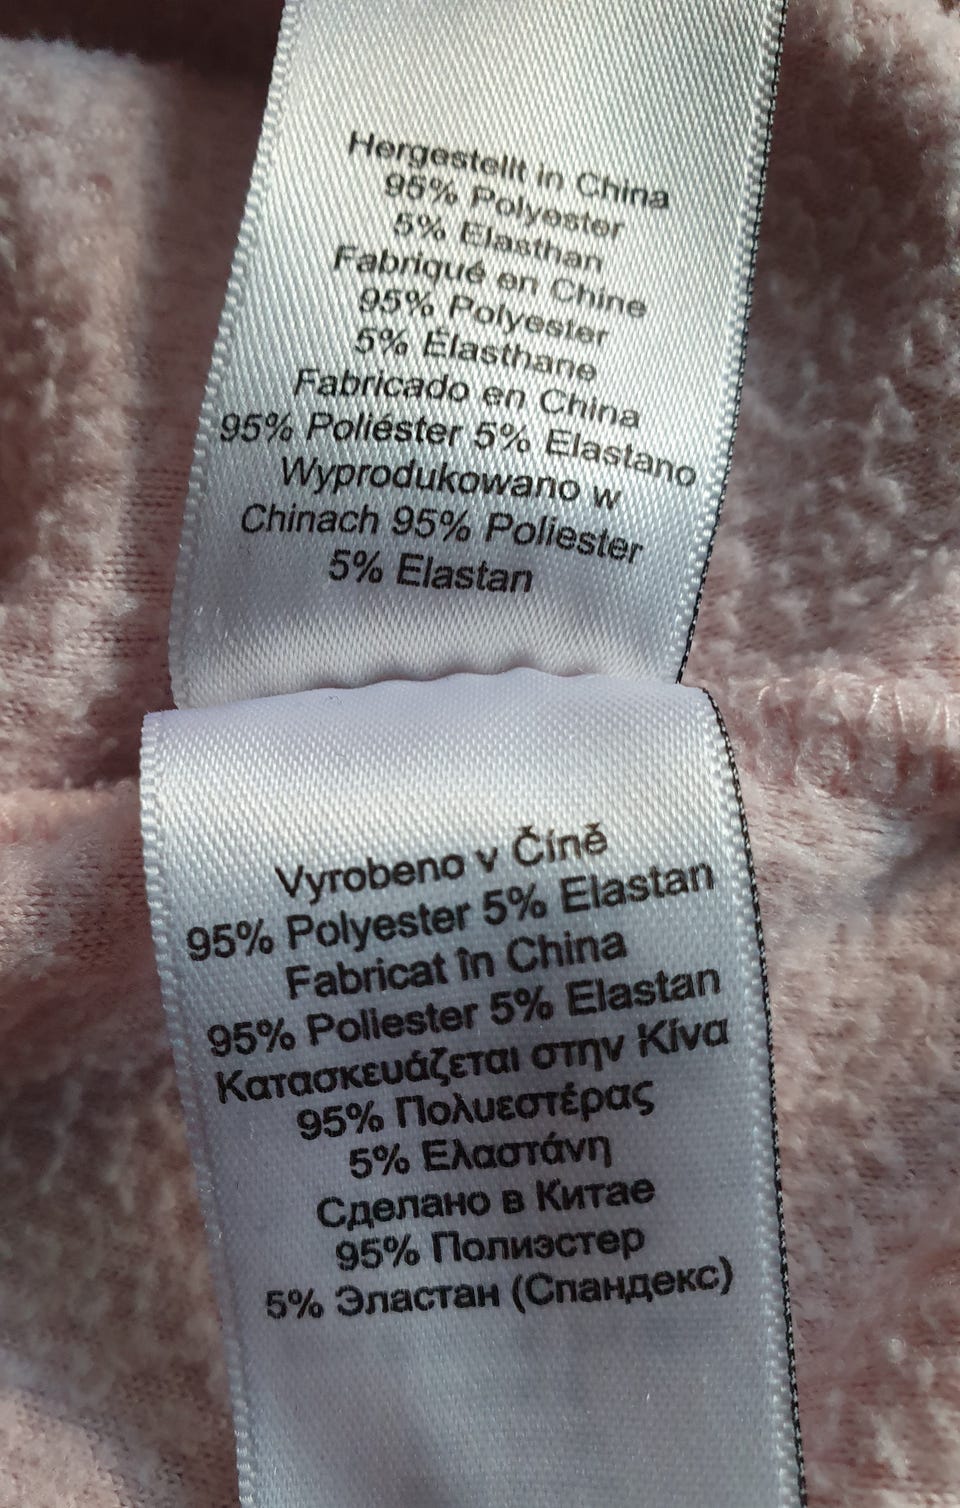 Hergestellt in China
95% Polyester
5% Elasthan
Fabriqué en Chine
95% Polyester
5% Élasthane
Fabricado en China
95% Poliéster 5% Elastano
Wyprodukowano w
Chinach 95% Poliester
5% Elastan
Vyrobeno v Číně
95% Polyester 5% Elastan
Fabricat în China
95% Poliester 5% Elastan
Κατασκευάζεται στην Κίνα
95% Πολυεστέρας
5% Ελαστάνη
Сделано в Китае
95% Полиэстер
5% Эластан (Спандекс)